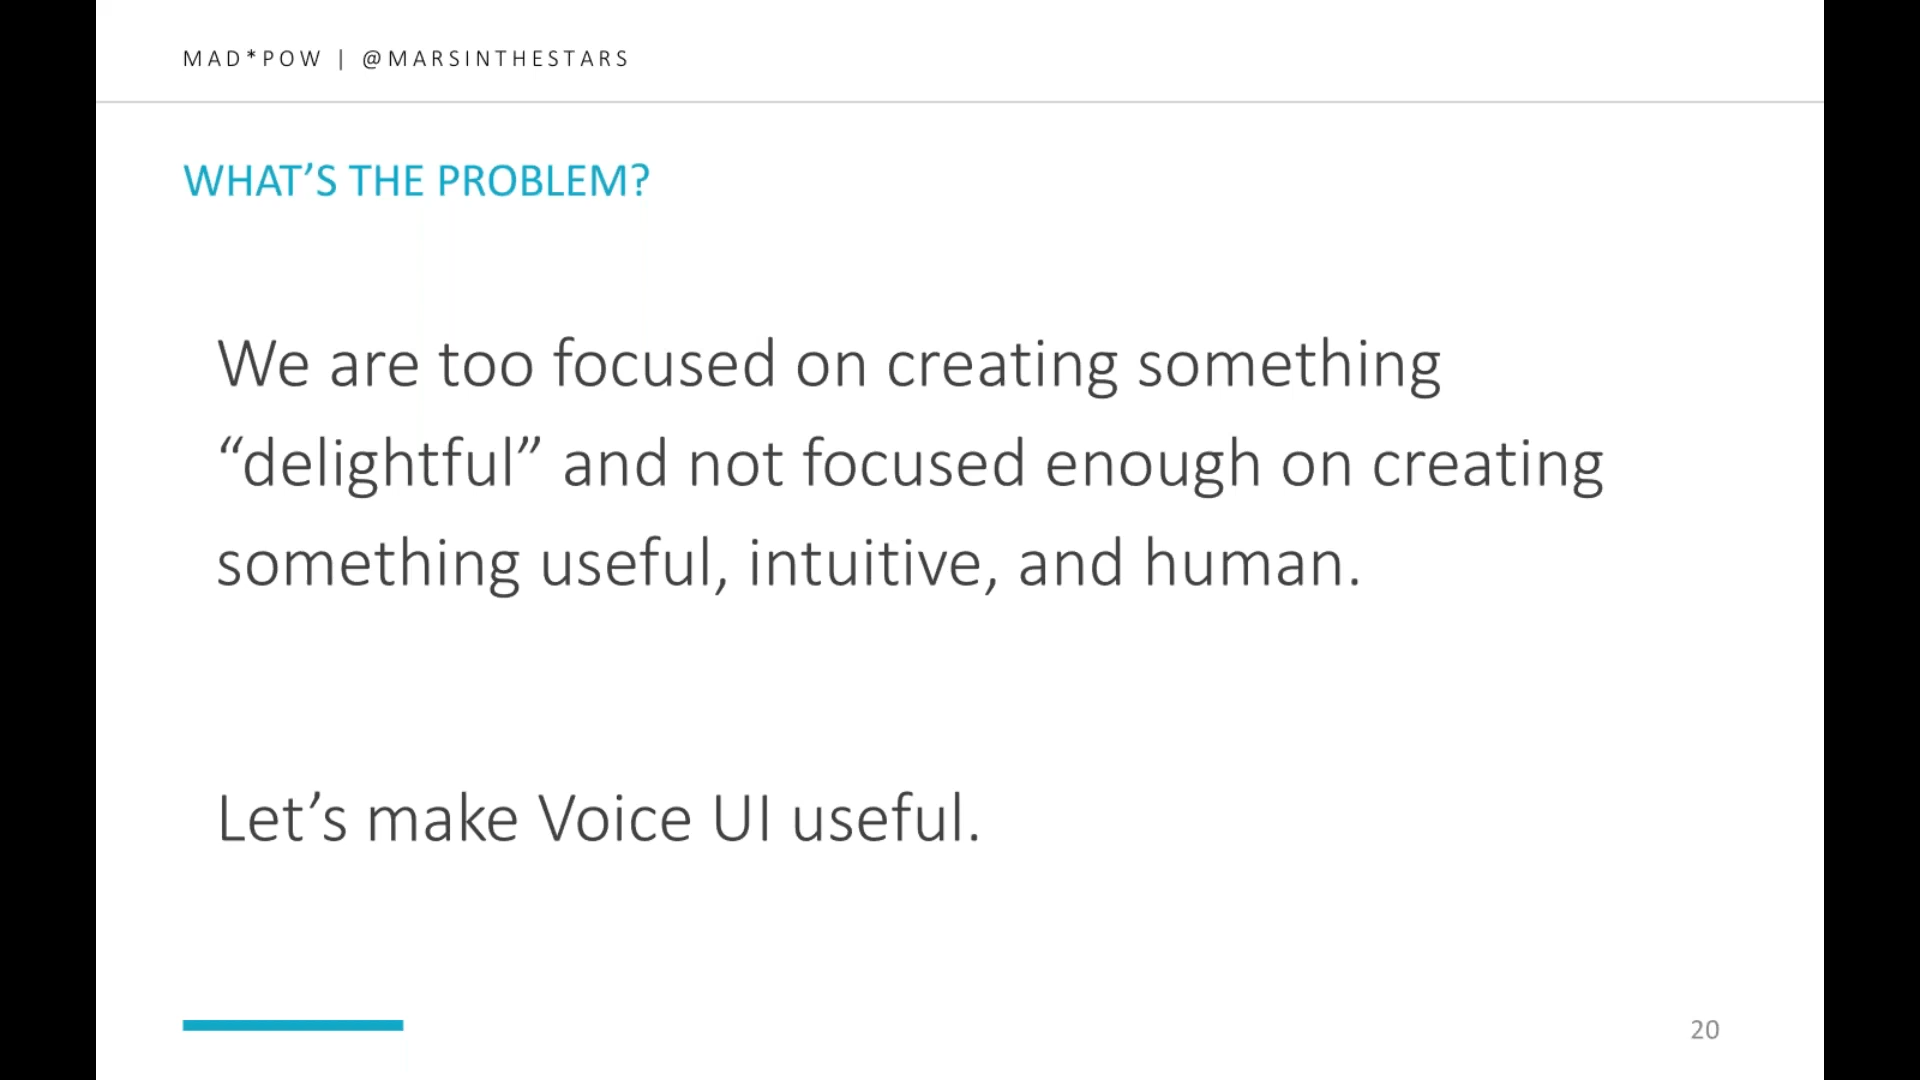 MAD*POW | @MARSINTHESTARS
WHAT’S THE PROBLEM?
We are too focused on creating something
“delightful” and not focused enough on creating
something useful, intuitive, and human.
Let’s make Voice UI useful.
20